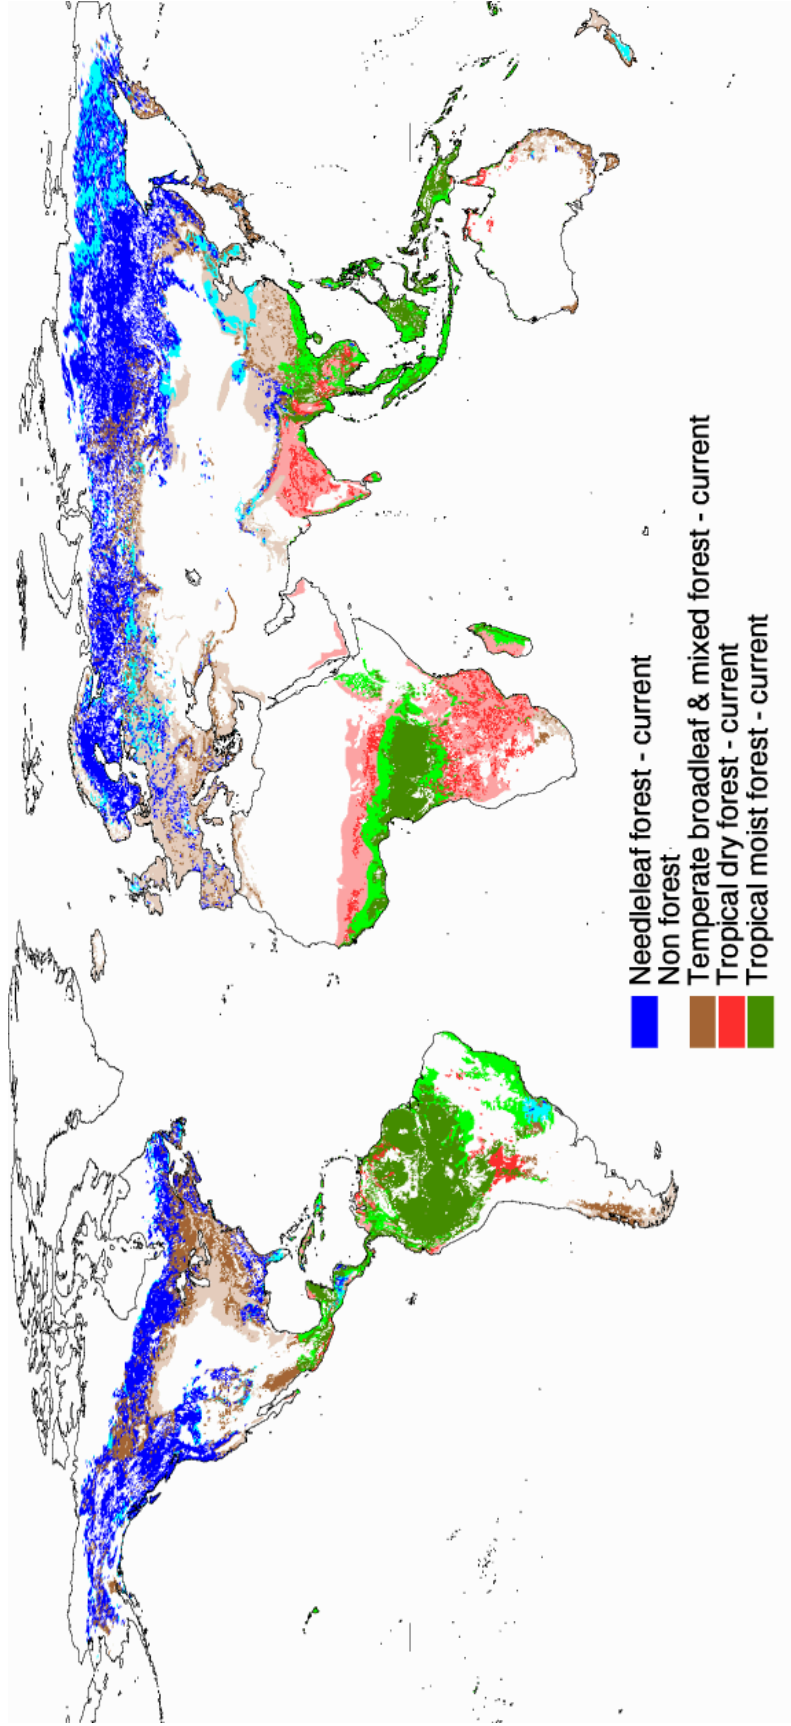 Needleleaf forest - current
Non forest
Temperate broadleaf & mixed forest - current
Tropical dry forest - current
Tropical moist forest - current